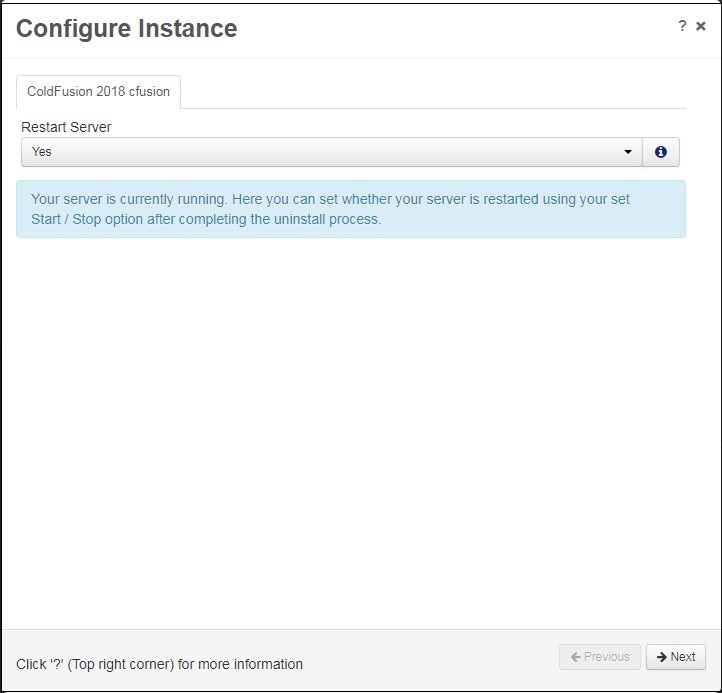 Configure Instance
?
ColdFusion 2018 cfusion
Restart Server
Yes
Your server is currently running. Here you can set whether your server is restarted using your set
Start / Stop option after completing the uninstall process.
Click '?' (Top right corner) for more information
Previous
Next